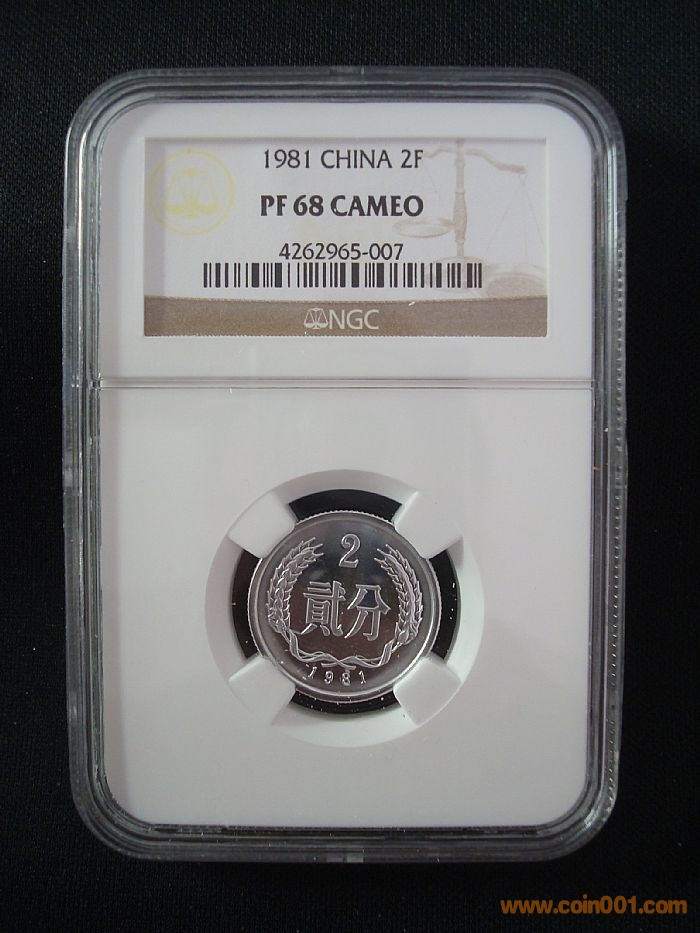 1981 CHINA 2F
PF 68 CAMEO
4262965-007
NGC
2
貳分
1981
www.coin001.com